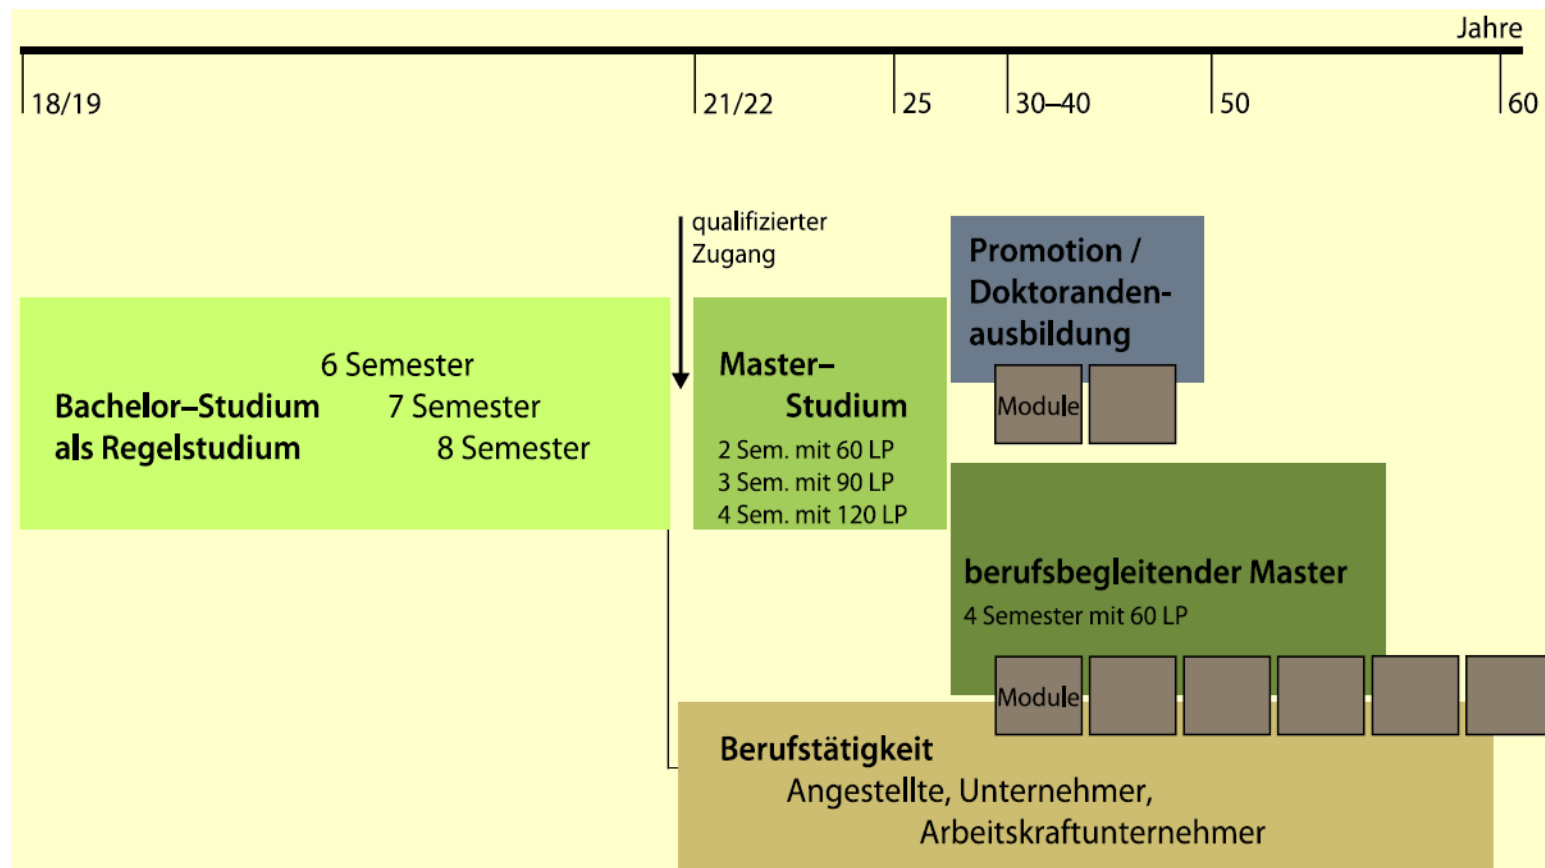 Jahre
18/19
21/22
25
30–40
50
60
qualifizierter
Zugang
6 Semester
Bachelor–Studium 7 Semester
als Regelstudium 8 Semester
Master–
Studium
2 Sem. mit 60 LP
3 Sem. mit 90 LP
4 Sem. mit 120 LP
Promotion /
Doktoranden-
ausbildung
Module
berufsbegleitender Master
4 Semester mit 60 LP
Module
Berufstätigkeit
Angestellte, Unternehmer,
Arbeitskraftunternehmer